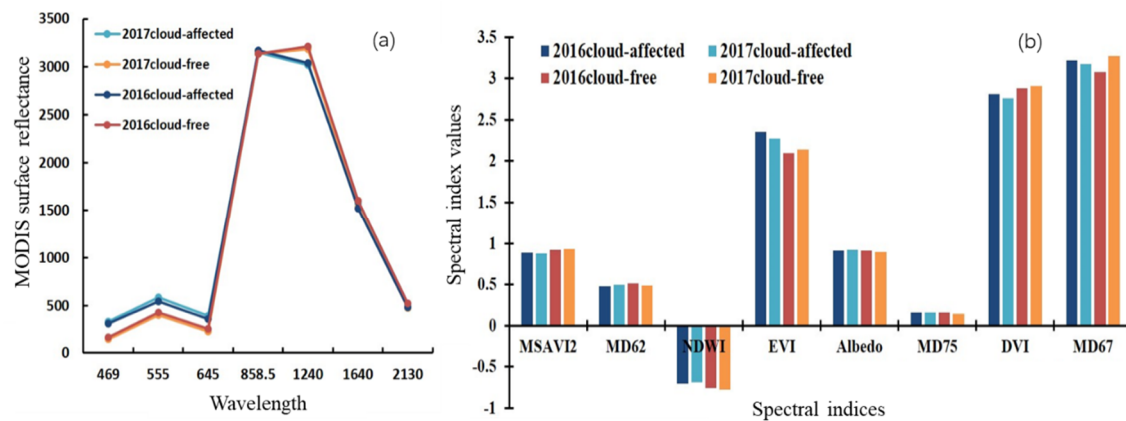 3500
3000
2500
2000
1500
1000
500
0
MODIS surface reflectance
2017cloud-affected
2017cloud-free
2016cloud-affected
2016cloud-free
(a)
469 555 645 858.5 1240 1640 2130
Wavelength
3.5
3
2.5
2
1.5
1
0.5
0
-0.5
-1
Spectral index values
2016cloud-affected 2017cloud-affected
2016cloud-free 2017cloud-free
(b)
MSAVI2 MD62 NDWI EVI Albedo MD75 DVI MD67
Spectral indices